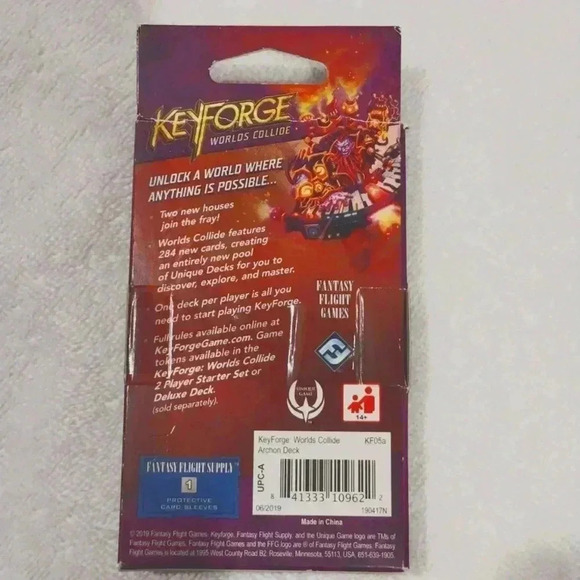 KEYFORGE
WORLDS COLLIDE
UNLOCK A WORLD WHERE
ANYTHING IS POSSIBLE...
· Two new houses
join the fray!
· Worlds Collide features
284 new cards, creating
an entirely new pool
of Unique Decks for you to
discover, explore, and master.
· One deck per player is all you
need to start playing KeyForge.
· Full rules available online at
KeyForgeGame.com. Game
tokens available in the
KeyForge: Worlds Collide
2 Player Starter Set or
Deluxe Deck.
(sold separately).
FANTASY
FLIGHT
GAMES
UNIQUE
GAME
14+
FANTASY FLIGHT SUPPLY™
1
PROTECTIVE
CARD SLEEVES
KeyForge: Worlds Collide KF05a
Archon Deck
UPC-A
8 41333 10962 2
06/2019 190417N
Made in China
© 2019 Fantasy Flight Games. Keyforge, Fantasy Flight Supply, and the Unique Game logo are TMs of
Fantasy Flight Games. Fantasy Flight Games and the FFG logo are ® of Fantasy Flight Games. Fantasy
Flight Games is located at 1995 West County Road B2, Roseville, Minnesota, 55113, USA, 651-639-1905.